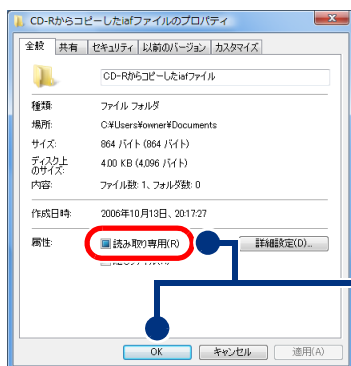 CD-Rからコピーしたiafファイルのプロパティ
全般 共有 セキュリティ 以前のバージョン カスタマイズ
CD-Rからコピーしたiafファイル
種類: ファイル フォルダ
場所: C:¥Users¥owner¥Documents
サイズ: 864 バイト (864 バイト)
ディスク上
のサイズ: 4.00 KB (4,096 バイト)
内容: ファイル数: 1、フォルダ数: 0
作成日時: 2006年10月13日、20:17:27
属性: 読み取り専用(R) 詳細設定(D)...
OK キャンセル 適用(A)